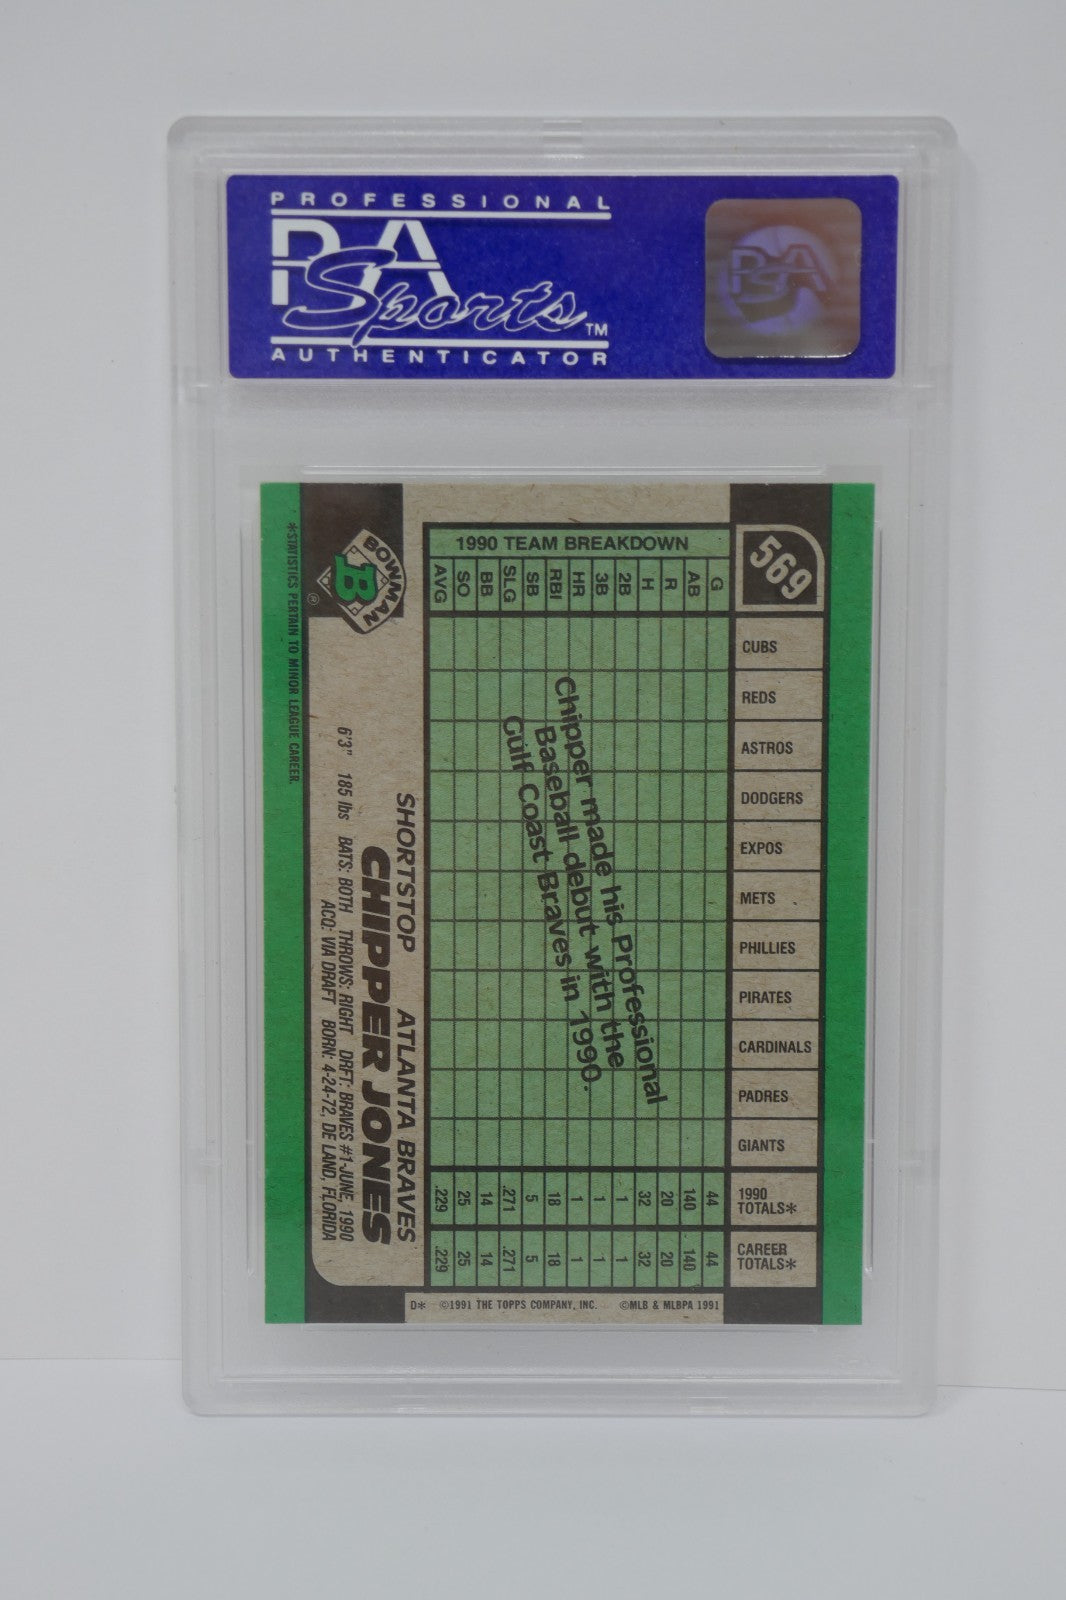 PROFESSIONAL
PSA
Sports™
AUTHENTICATOR
PSA
569
1990 TEAM BREAKDOWN
G AB R H 2B 3B HR RBI SB SLG BB SO AVG
CUBS
REDS
ASTROS
DODGERS
EXPOS
METS
PHILLIES
PIRATES
CARDINALS
PADRES
GIANTS
1990
TOTALS*
44 140 20 32 1 1 1 18 5 .271 14 25 .229
CAREER
TOTALS*
44 140 20 32 1 1 1 18 5 .271 14 25 .229
Chipper made his Professional
Baseball debut with the
Gulf Coast Braves in 1990.
BOWMAN
B®
SHORTSTOP ATLANTA BRAVES
CHIPPER JONES
6'3" 185 lbs BATS: BOTH THROWS: RIGHT DRFT: BRAVES #1-JUNE, 1990
ACQ: VIA DRAFT BORN: 4-24-72, DE LAND, FLORIDA
*STATISTICS PERTAIN TO MINOR LEAGUE CAREER.
D* ©1991 THE TOPPS COMPANY, INC. ©MLB & MLBPA 1991